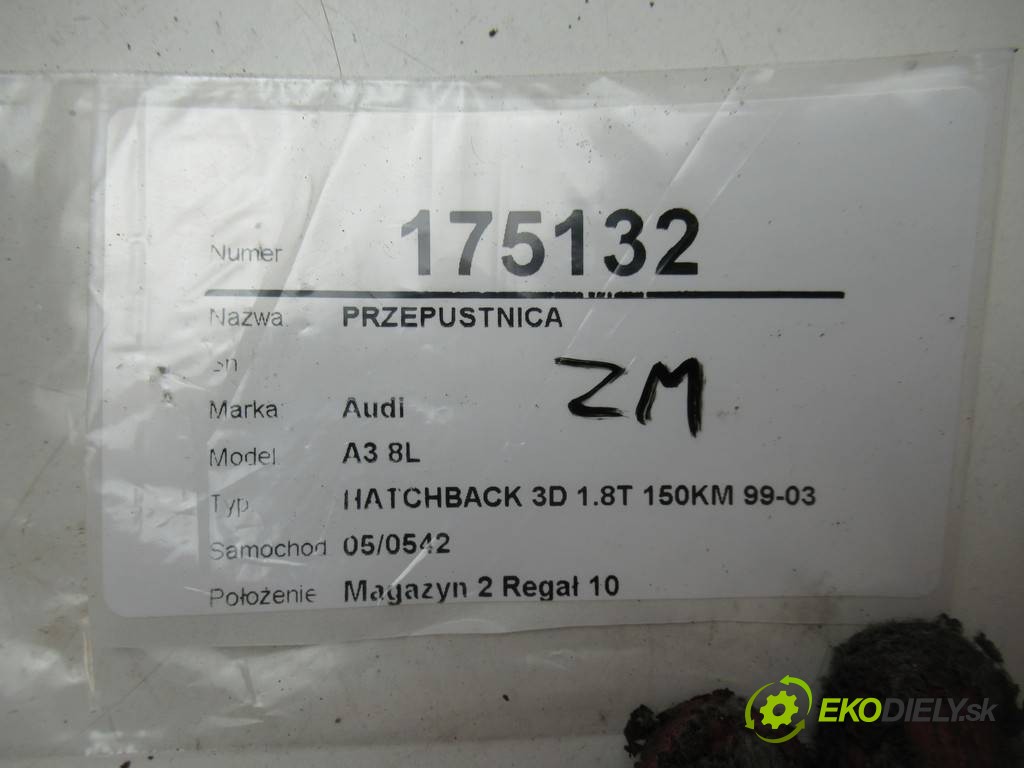 Numer 175132
Nazwa: PRZEPUSTNICA
sn
ZM
Marka: Audi
Model: A3 8L
Typ: HATCHBACK 3D 1.8T 150KM 99-03
Samochod 05/0542
Położenie Magazyn 2 Regał 10
EKODIELY.sk